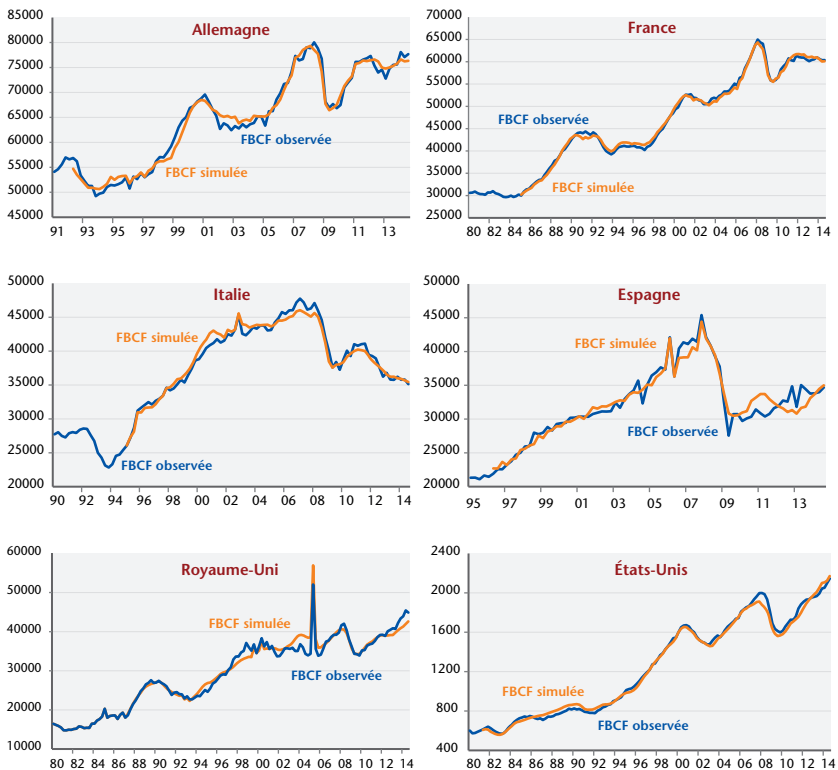 Allemagne
85000
80000
75000
70000
65000
60000
55000
50000
45000
FBCF observée
FBCF simulée
91 93 95 97 99 01 03 05 07 09 11 13
France
70000
65000
60000
55000
50000
45000
40000
35000
30000
25000
FBCF observée
FBCF simulée
80 82 84 86 88 90 92 94 96 98 00 02 04 06 08 10 12 14
Italie
50000
45000
40000
35000
30000
25000
20000
FBCF simulée
FBCF observée
90 92 94 96 98 00 02 04 06 08 10 12 14
Espagne
50000
45000
40000
35000
30000
25000
20000
FBCF simulée
FBCF observée
95 97 99 01 03 05 07 09 11 13
Royaume-Uni
60000
50000
40000
30000
20000
10000
FBCF simulée
FBCF observée
80 82 84 86 88 90 92 94 96 98 00 02 04 06 08 10 12 14
États-Unis
2400
2000
1600
1200
800
400
FBCF simulée
FBCF observée
80 82 84 86 88 90 92 94 96 98 00 02 04 06 08 10 12 14